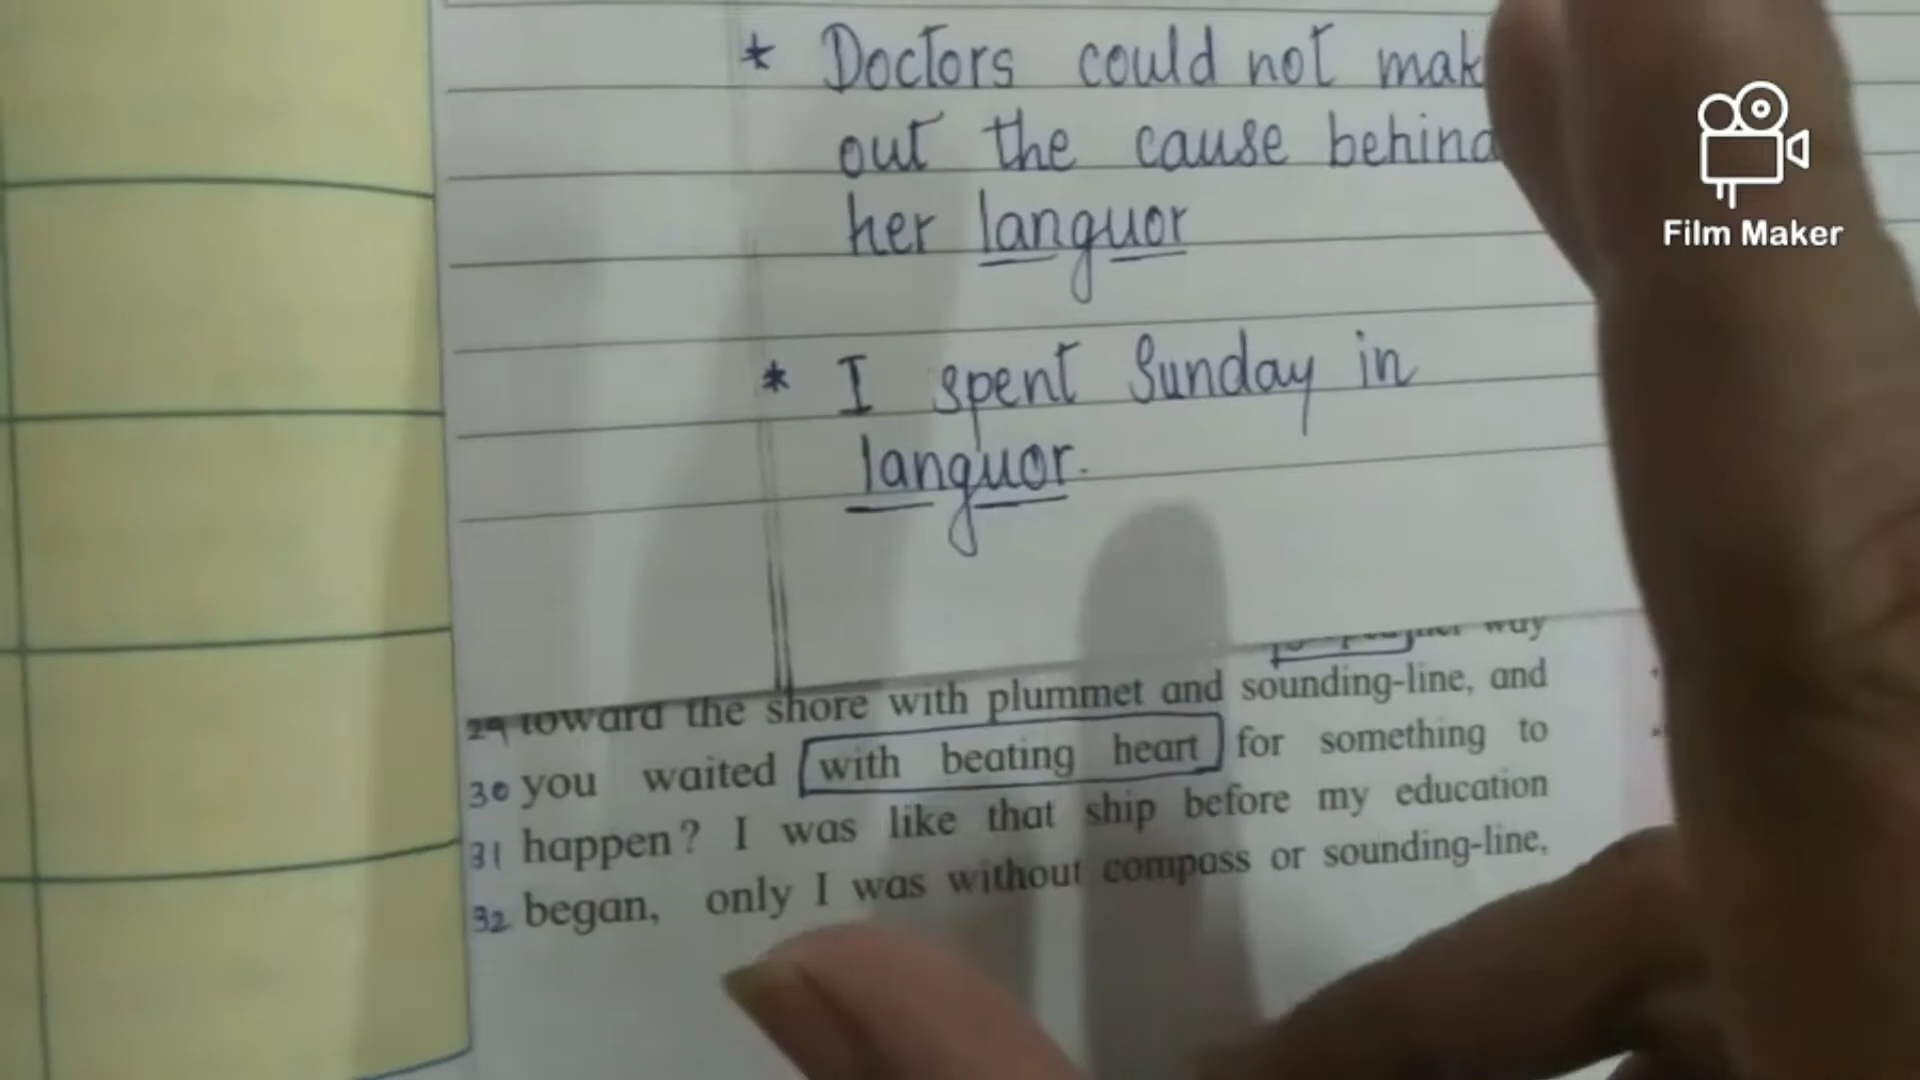 * Doctors could not mak
out the cause behind
her languor
* I spent Sunday in
languor.
way
29 toward the shore with plummet and sounding-line, and
30 you waited with beating heart for something to
31 happen? I was like that ship before my education
32 began, only I was without compass or sounding-line,
Film Maker